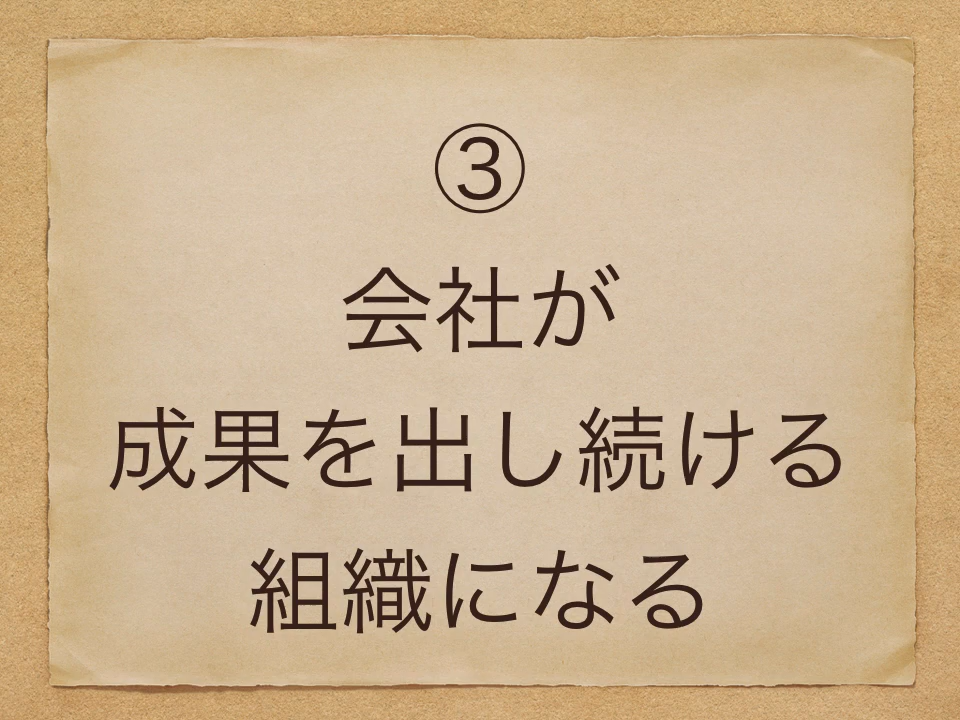 ③
会社が
成果を出し続ける
組織になる